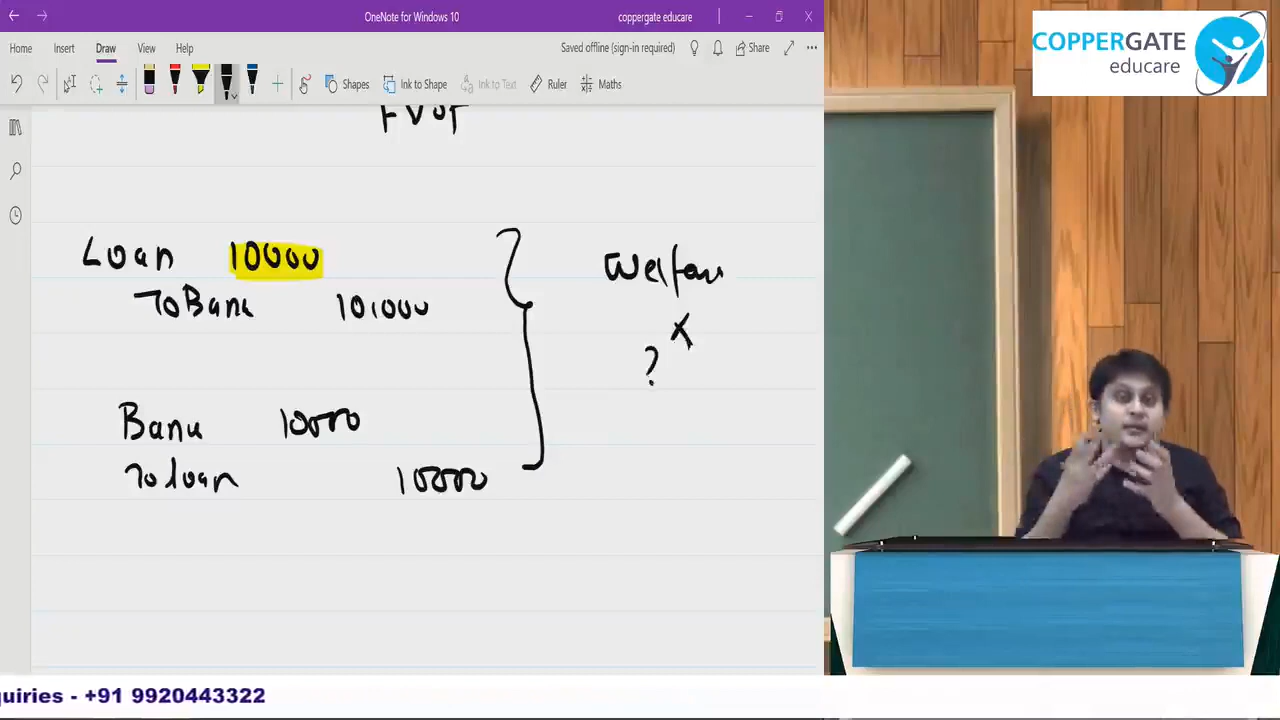 OneNote for Windows 10
coppergate educare
Home Insert Draw View Help
Saved offline (sign-in required)
Share
Shapes
Ink to Shape
Ink to Text
Ruler
Maths
COPPERGATE
educare
FVOF
Loan 10000
To Bank 10,000
Welfare
X
?
Bank 10000
To loan 10000
quiries - +91 9920443322